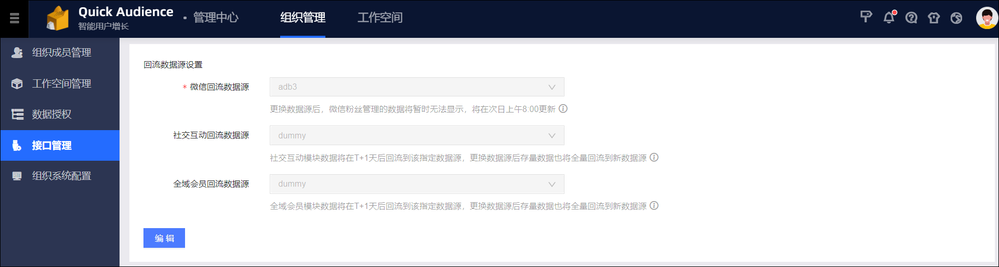 Quick Audience
智能用户增长
· 管理中心
组织管理
工作空间
组织成员管理
工作空间管理
数据授权
接口管理
组织系统配置
回流数据源设置
* 微信回流数据源
adb3
更换数据源后，微信粉丝管理的数据将暂时无法显示，将在次日上午8:00更新
社交互动回流数据源
dummy
社交互动模块数据将在T+1天后回流到该指定数据源，更换数据源后存量数据也将全量回流到新数据源
全域会员回流数据源
dummy
全域会员模块数据将在T+1天后回流到该指定数据源，更换数据源后存量数据也将全量回流到新数据源
编 辑